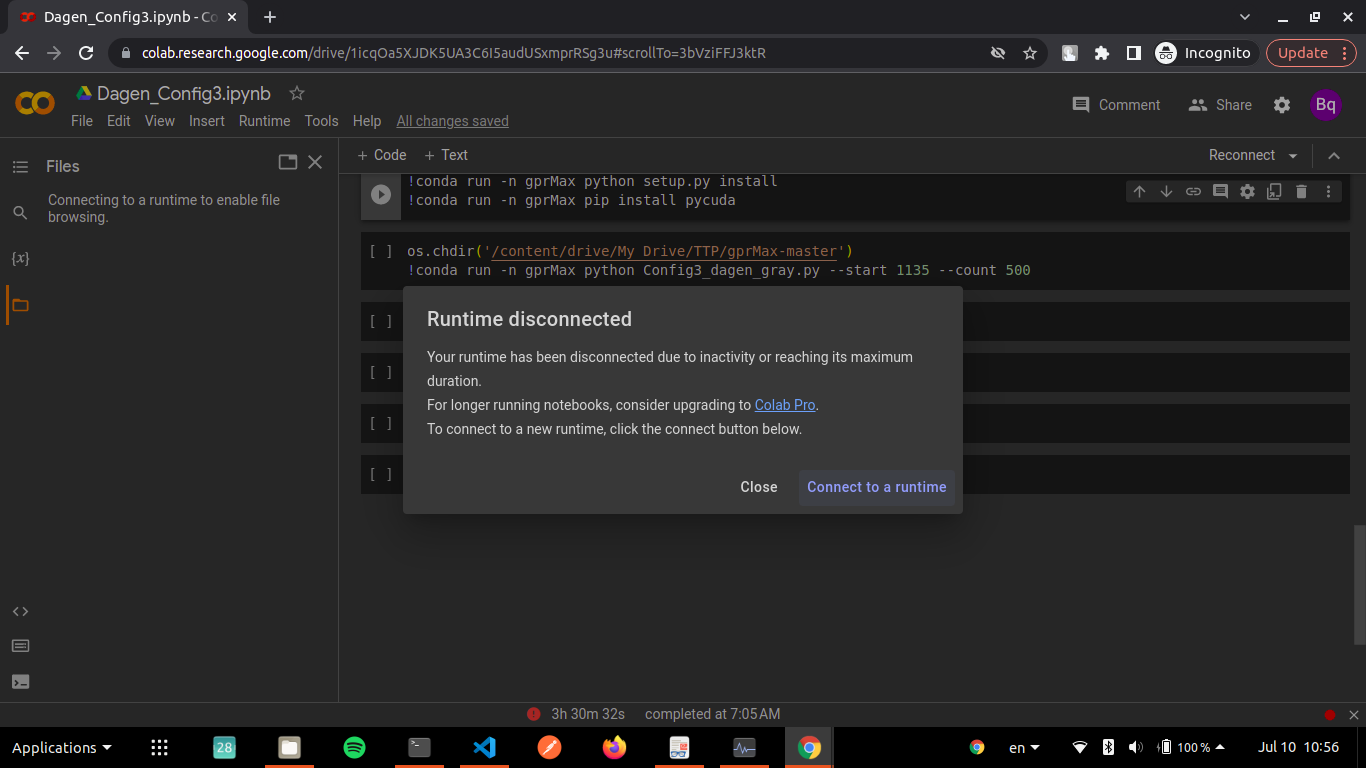 Dagen_Config3.ipynb - Co
colab.research.google.com/drive/1icqOa5XJDK5UA3C6I5audUSxmprRSg3u#scrollTo=3bVziFFJ3ktR
Incognito
Update
Dagen_Config3.ipynb
File Edit View Insert Runtime Tools Help All changes saved
Comment
Share
Bq
Files
Connecting to a runtime to enable file
browsing.
{x}
+ Code + Text
Reconnect
!conda run -n gprMax python setup.py install
!conda run -n gprMax pip install pycuda
[ ] os.chdir('/content/drive/My Drive/TTP/gprMax-master')
!conda run -n gprMax python Config3_dagen_gray.py --start 1135 --count 500
[ ]
[ ]
[ ]
[ ]
Runtime disconnected
Your runtime has been disconnected due to inactivity or reaching its maximum
duration.
For longer running notebooks, consider upgrading to Colab Pro.
To connect to a new runtime, click the connect button below.
Close
Connect to a runtime
3h 30m 32s completed at 7:05 AM
Applications
28
en
100 %
Jul 10 10:56